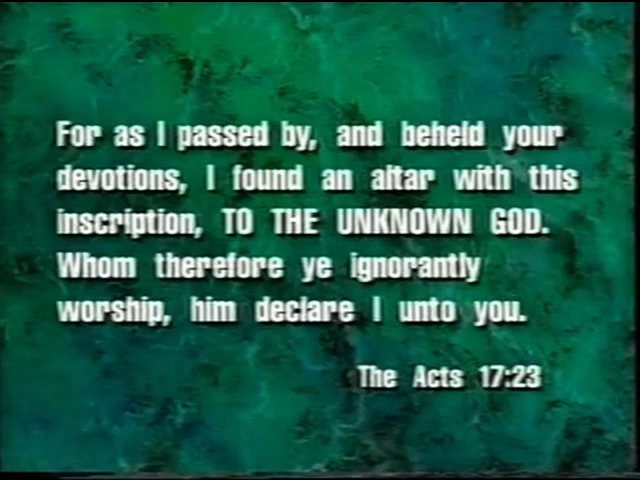 For as I passed by, and beheld your
devotions, I found an altar with this
inscription, TO THE UNKNOWN GOD.
Whom therefore ye ignorantly
worship, him declare I unto you.
The Acts 17:23